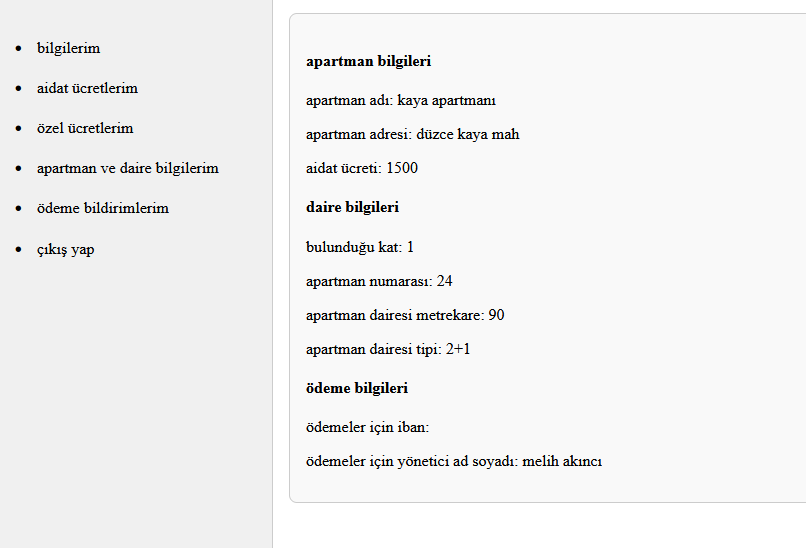 bilgilerim
aidat ücretlerim
özel ücretlerim
apartman ve daire bilgilerim
ödeme bildirimlerim
çıkış yap
apartman bilgileri
apartman adı: kaya apartmanı
apartman adresi: düzce kaya mah
aidat ücreti: 1500
daire bilgileri
bulunduğu kat: 1
apartman numarası: 24
apartman dairesi metrekare: 90
apartman dairesi tipi: 2+1
ödeme bilgileri
ödemeler için iban:
ödemeler için yönetici ad soyadı: melih akıncı